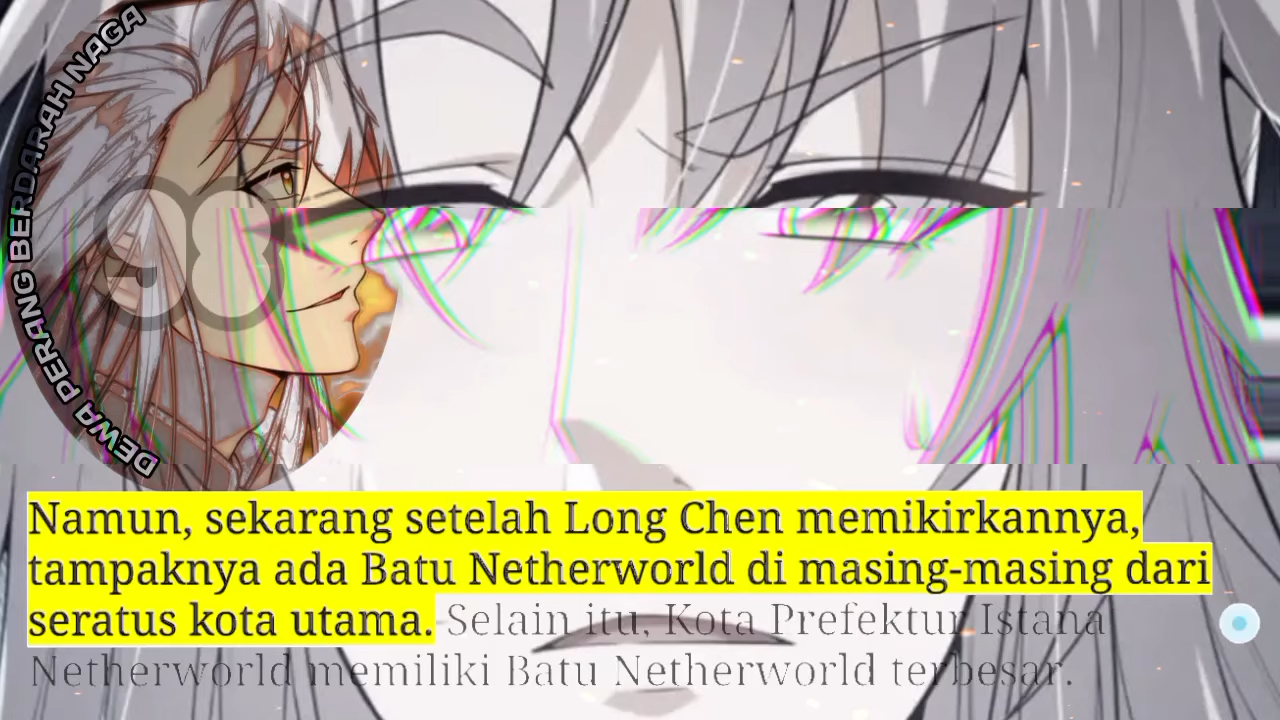 DEWA PERANG BERDARAH NAGA
98
Namun, sekarang setelah Long Chen memikirkannya,
tampaknya ada Batu Netherworld di masing-masing dari
seratus kota utama. Selain itu, Kota Prefektur Istana
Netherworld memiliki Batu Netherworld terbesar.